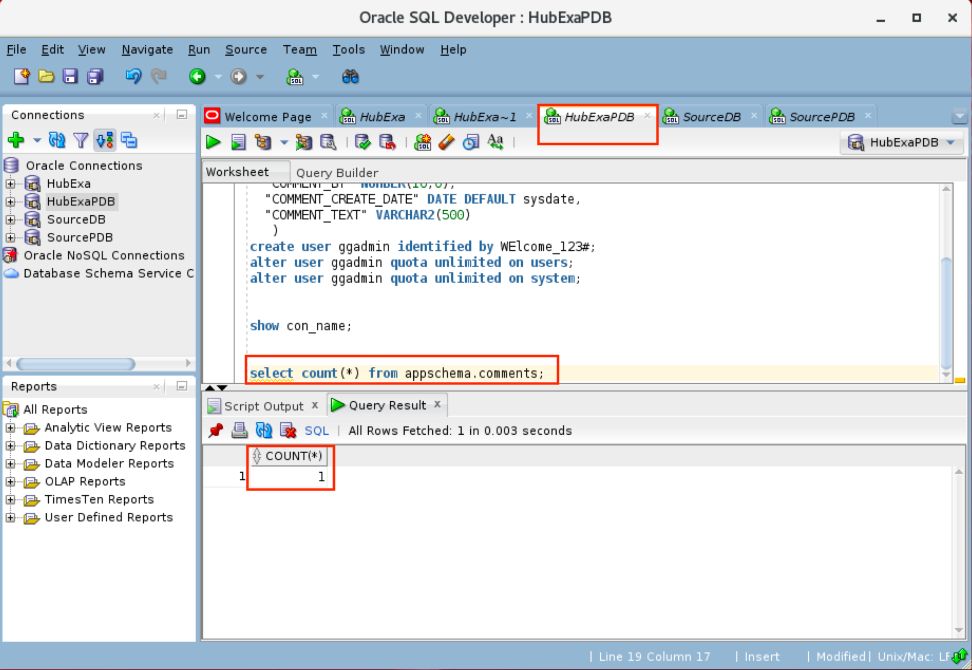 Oracle SQL Developer : HubExaPDB
File Edit View Navigate Run Source Team Tools Window Help
Connections
Oracle Connections
HubExa
HubExaPDB
SourceDB
SourcePDB
Oracle NoSQL Connections
Database Schema Service C
Reports
All Reports
Analytic View Reports
Data Dictionary Reports
Data Modeler Reports
OLAP Reports
TimesTen Reports
User Defined Reports
Welcome Page HubExa HubExa~1 HubExaPDB SourceDB SourcePDB
HubExaPDB
Worksheet Query Builder
"COMMENT_BY" NUMBER(10,0),
"COMMENT_CREATE_DATE" DATE DEFAULT sysdate,
"COMMENT_TEXT" VARCHAR2(500)
)
create user ggadmin identified by WElcome_123#;
alter user ggadmin quota unlimited on users;
alter user ggadmin quota unlimited on system;
show con_name;
select count(*) from appschema.comments;
Script Output x Query Result x
SQL | All Rows Fetched: 1 in 0.003 seconds
COUNT(*)
1 1
| Line 19 Column 17 | Insert | Modified| Unix/Mac: LF